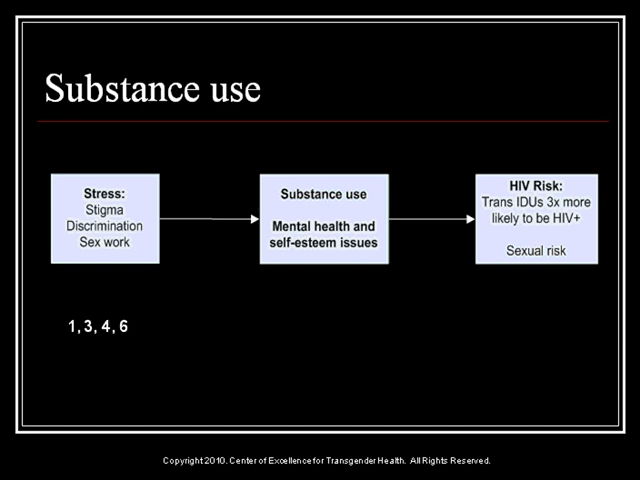 Substance use
Stress:
Stigma
Discrimination
Sex work
Substance use
Mental health and
self-esteem issues
HIV Risk:
Trans IDUs 3x more
likely to be HIV+
Sexual risk
1, 3, 4, 6
Copyright 2010. Center of Excellence for Transgender Health. All Rights Reserved.